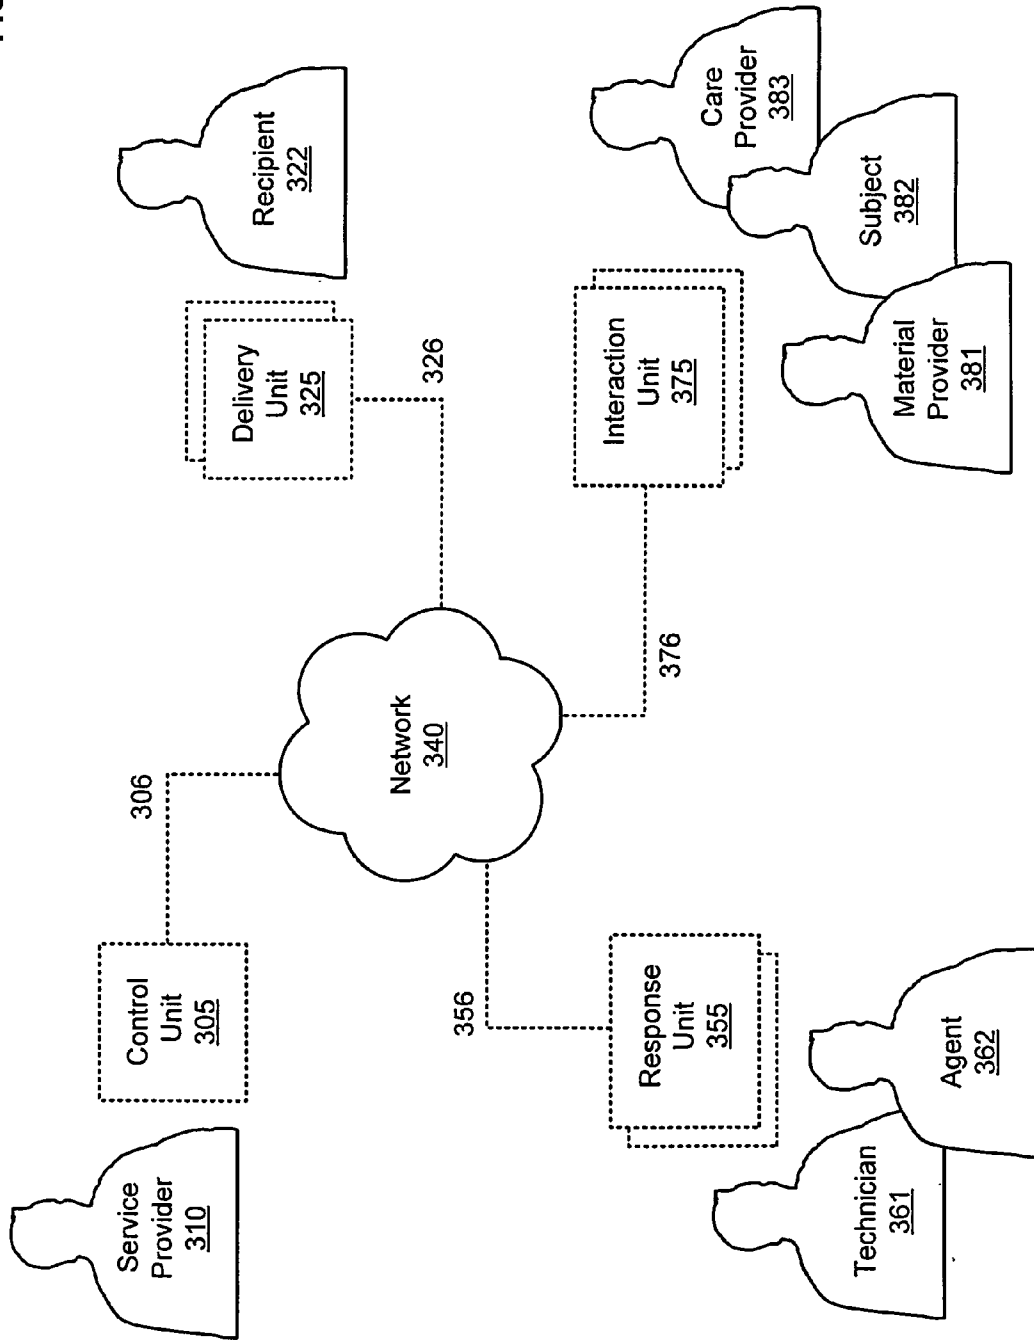 Service
Provider
310
Control
Unit
305
306
Delivery
Unit
325
326
Recipient
322
Network
340
356
Response
Unit
355
Technician
361
Agent
362
376
Interaction
Unit
375
Material
Provider
381
Subject
382
Care
Provider
383